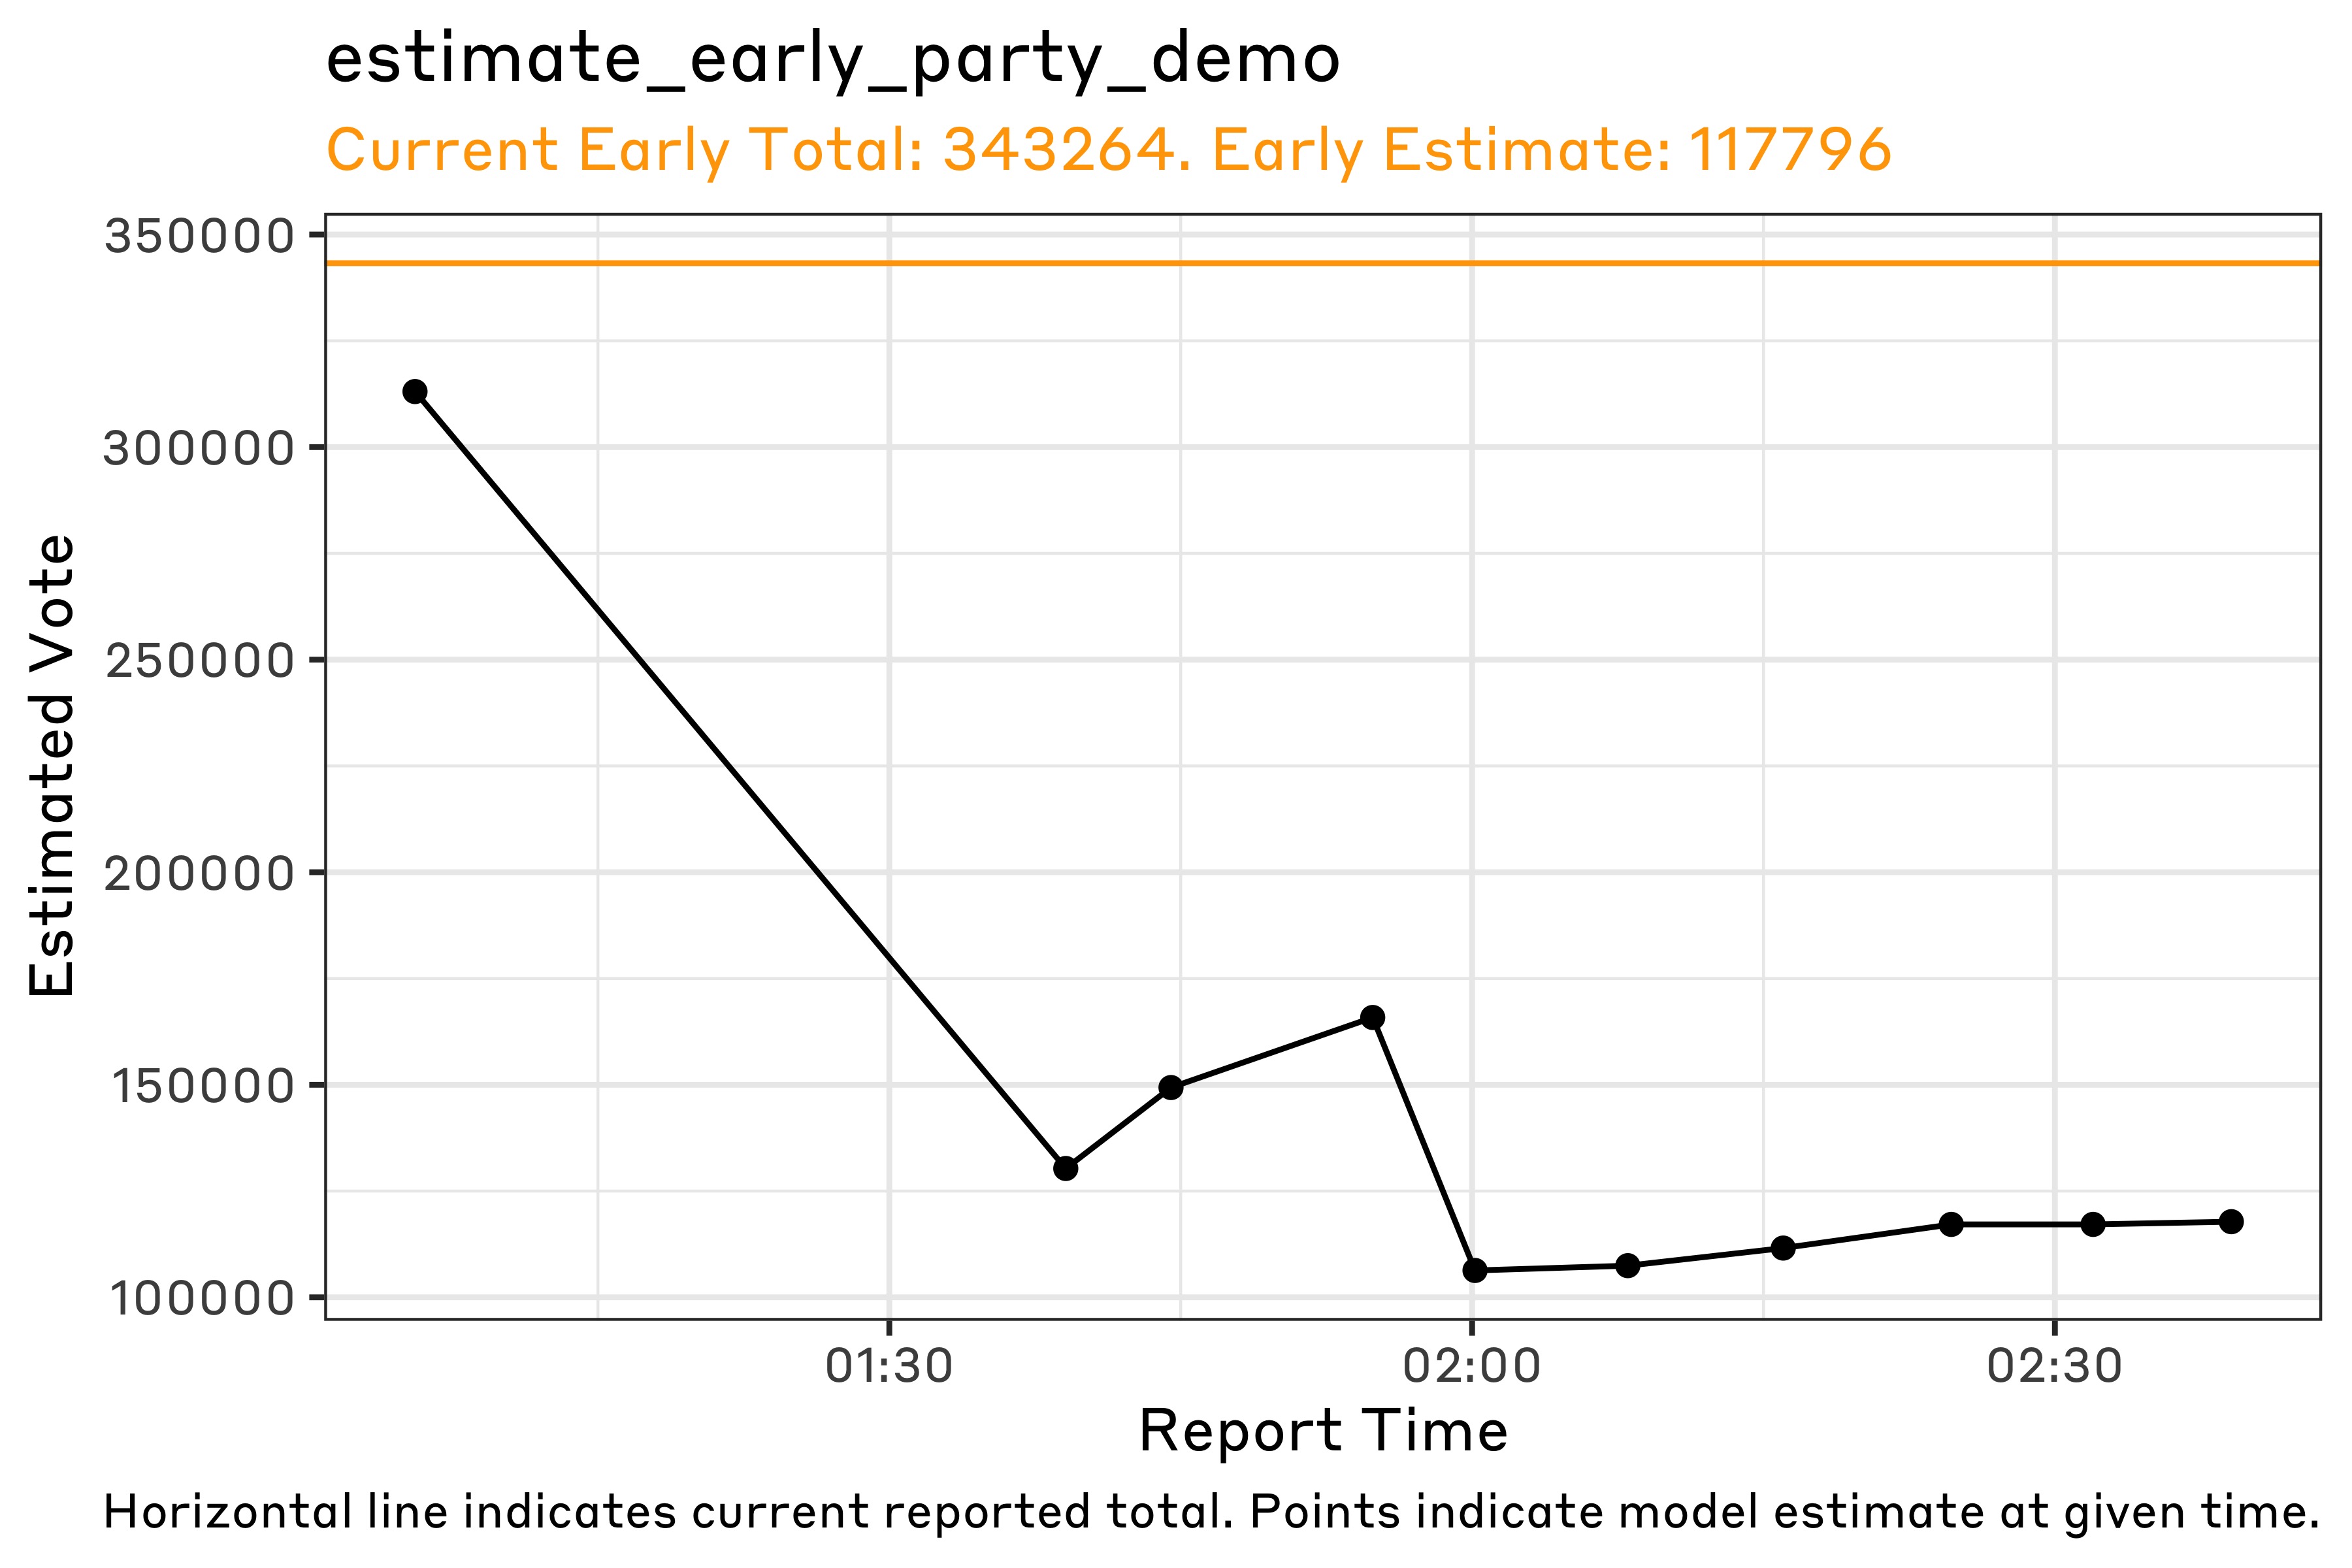 estimate_early_party_demo
Current Early Total: 343264. Early Estimate: 117796
350000
300000
250000
200000
150000
100000
Estimated Vote
01:30 02:00 02:30
Report Time
Horizontal line indicates current reported total. Points indicate model estimate at given time.